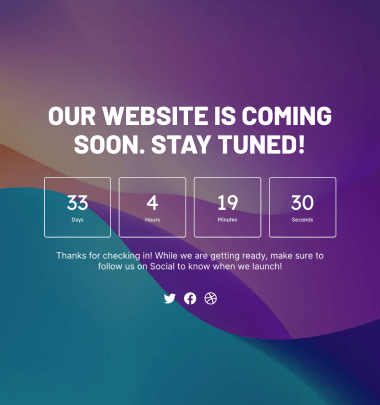 OUR WEBSITE IS COMING
SOON. STAY TUNED!
33 4 19 30
Days Hours Minutes Seconds
Thanks for checking in! While we are getting ready, make sure to
follow us on Social to know when we launch!